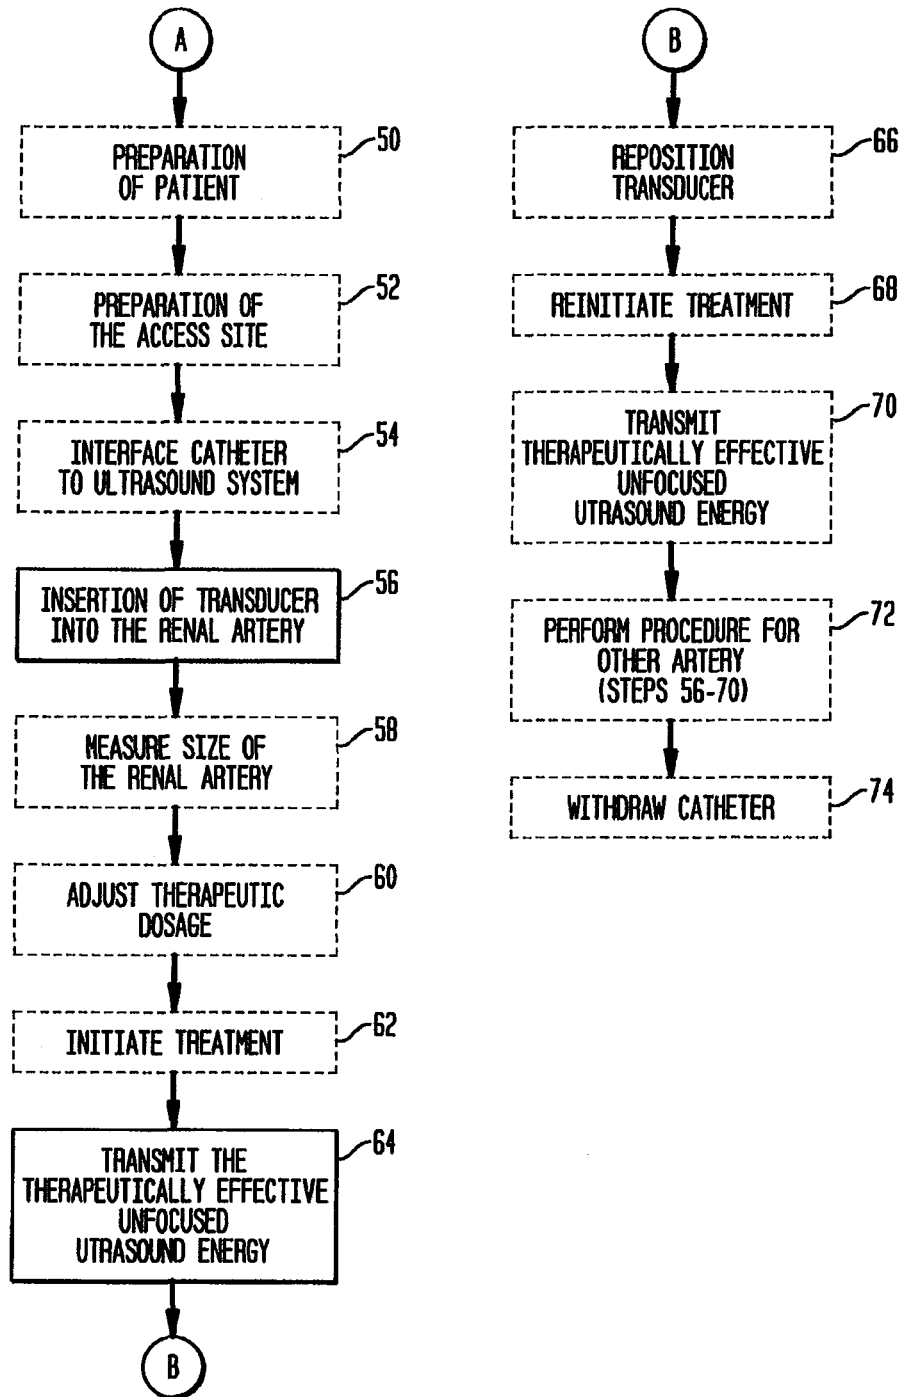 A
PREPARATION
OF PATIENT
50
PREPARATION OF
THE ACCESS SITE
52
INTERFACE CATHETER
TO ULTRASOUND SYSTEM
54
INSERTION OF TRANSDUCER
INTO THE RENAL ARTERY
56
MEASURE SIZE OF
THE RENAL ARTERY
58
ADJUST THERAPEUTIC
DOSAGE
60
INITIATE TREATMENT
62
TRANSMIT THE
THERAPEUTICALLY EFFECTIVE
UNFOCUSED
UTRASOUND ENERGY
64
B
B
REPOSITION
TRANSDUCER
66
REINITIATE TREATMENT
68
TRANSMIT
THERAPEUTICALLY EFFECTIVE
UNFOCUSED
UTRASOUND ENERGY
70
PERFORM PROCEDURE FOR
OTHER ARTERY
(STEPS 56-70)
72
WITHDRAW CATHETER
74